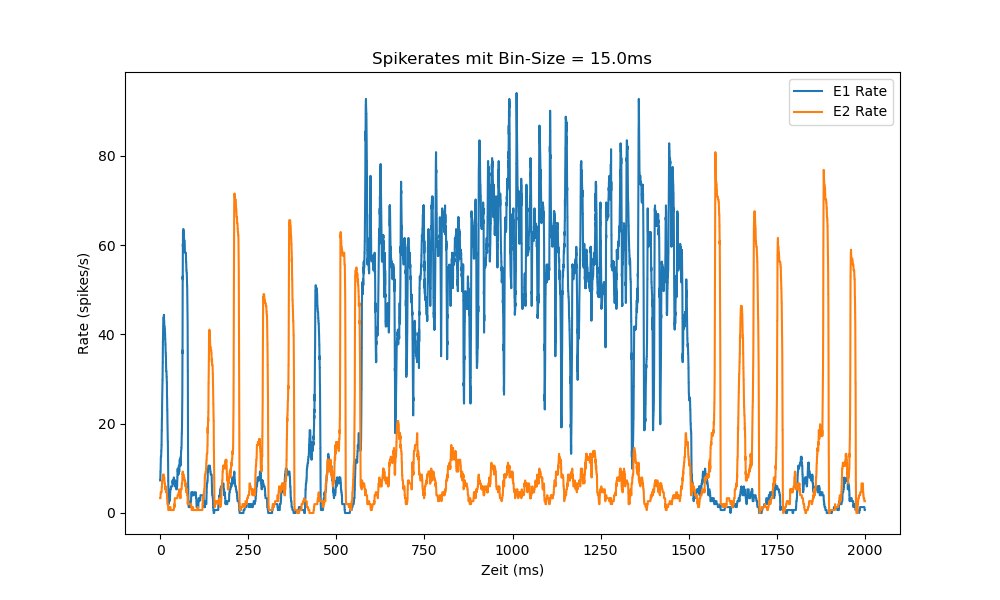 Spikerates mit Bin-Size = 15.0ms
E1 Rate
E2 Rate
Rate (spikes/s)
80
60
40
20
0
0 250 500 750 1000 1250 1500 1750 2000
Zeit (ms)